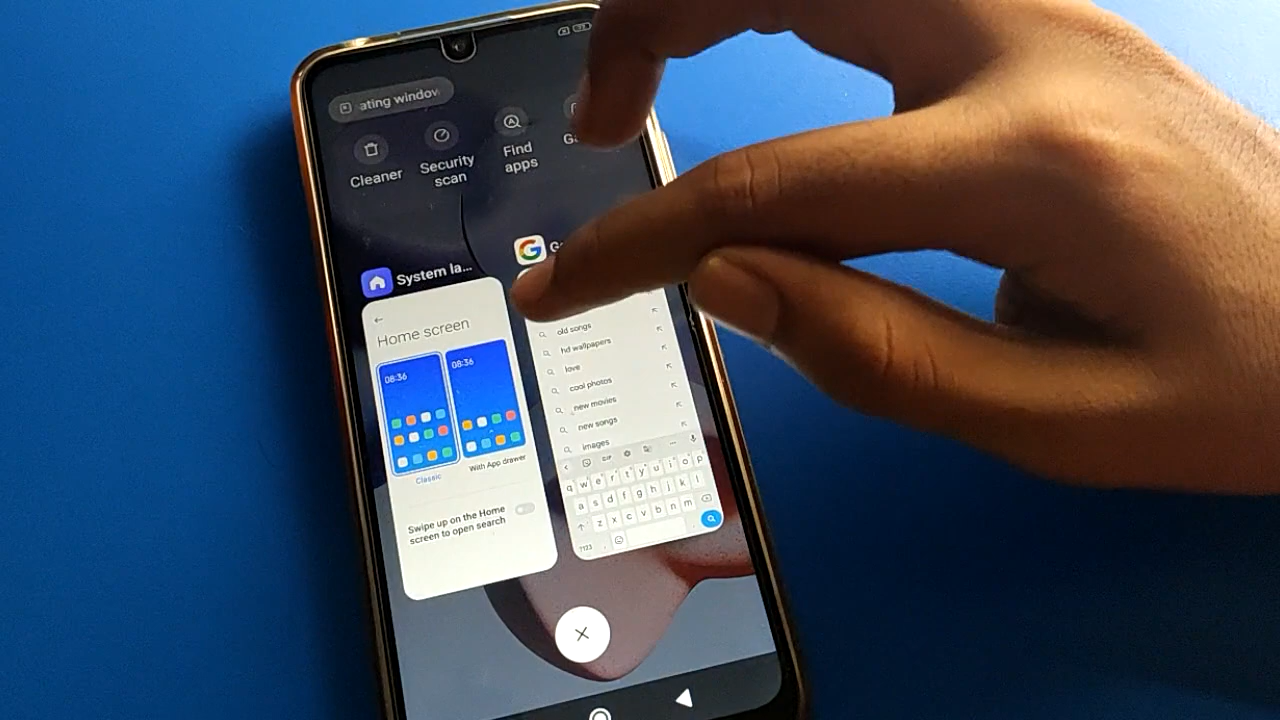 ating window
Cleaner
Security
scan
Find
apps
System la...
Home screen
08:36
08:36
Classic
With App drawer
Swipe up on the Home
screen to open search
G
old songs
hd wallpapers
love
cool photos
new movies
new songs
images
GIF
q w e r t y u i o p
a s d f g h j k l
z x c v b n m
?123 , .